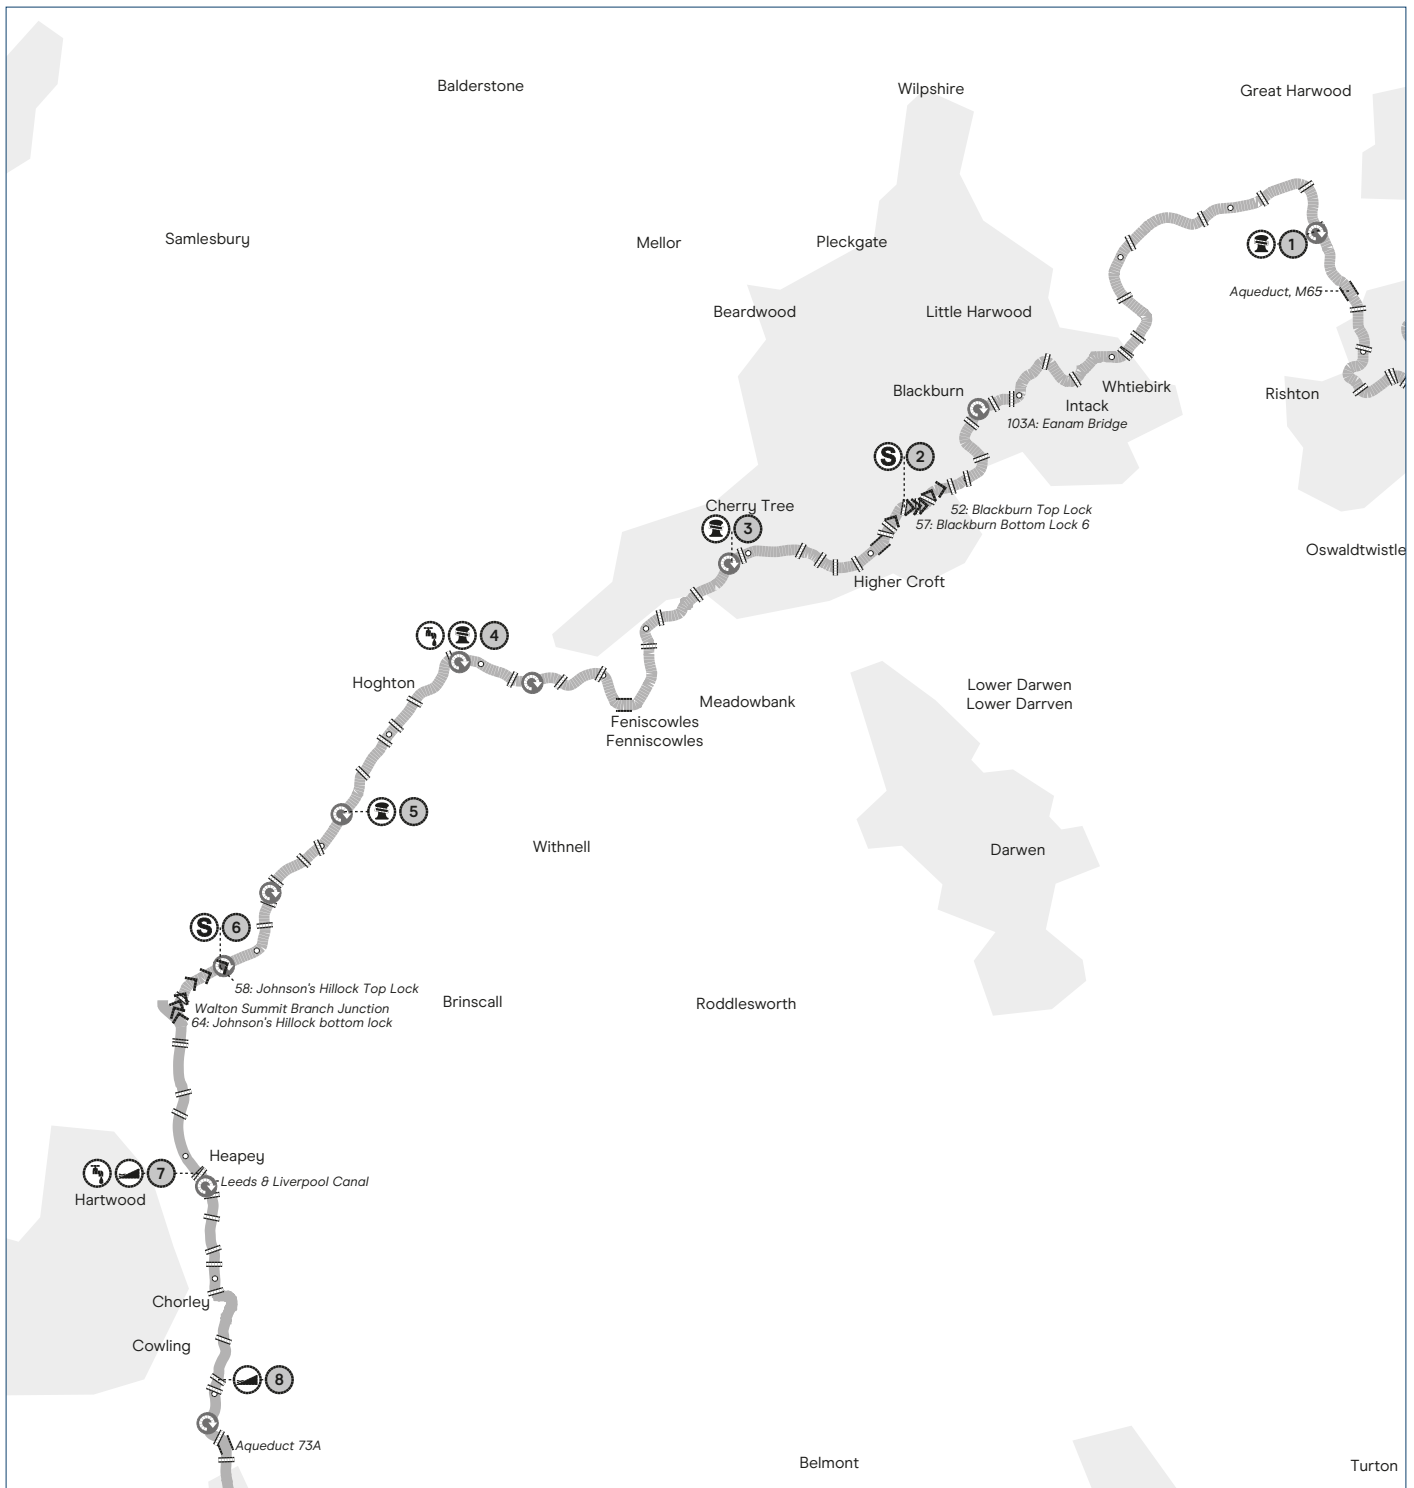 Balderstone
Wilpshire
Great Harwood
Samlesbury
Mellor
Pleckgate
1
Aqueduct, M65
Beardwood
Little Harwood
Whtiebirk
Blackburn
Rishton
Intack
103A: Eanam Bridge
S 2
Cherry Tree
52: Blackburn Top Lock
57: Blackburn Bottom Lock 6
3
Oswaldtwistle
Higher Croft
4
Hoghton
Lower Darwen
Lower Darrven
Meadowbank
Feniscowles
Fenniscowles
5
Withnell
Darwen
S 6
58: Johnson's Hillock Top Lock
Brinscall
Roddlesworth
Walton Summit Branch Junction
64: Johnson's Hillock bottom lock
Heapey
7
Leeds & Liverpool Canal
Hartwood
Chorley
Cowling
8
Aqueduct 73A
Belmont
Turton